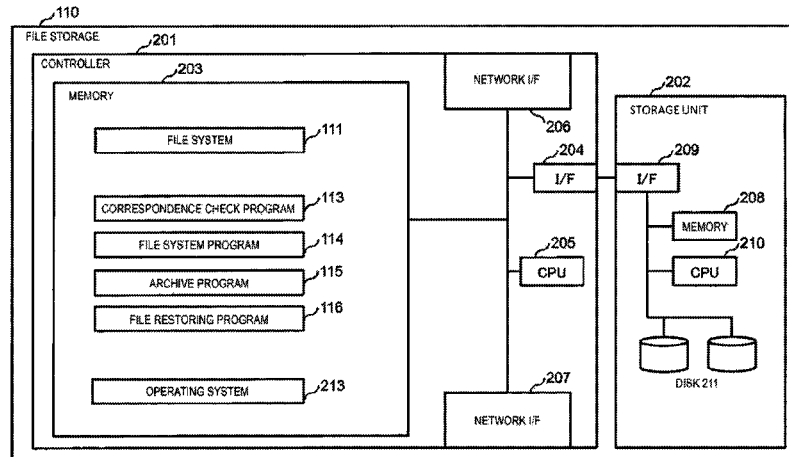 110
FILE STORAGE
201
CONTROLLER
203
MEMORY
FILE SYSTEM
111
CORRESPONDENCE CHECK PROGRAM
113
FILE SYSTEM PROGRAM
114
ARCHIVE PROGRAM
115
FILE RESTORING PROGRAM
116
OPERATING SYSTEM
213
NETWORK I/F
206
204
I/F
205
CPU
207
NETWORK I/F
202
STORAGE UNIT
209
I/F
208
MEMORY
210
CPU
DISK 211